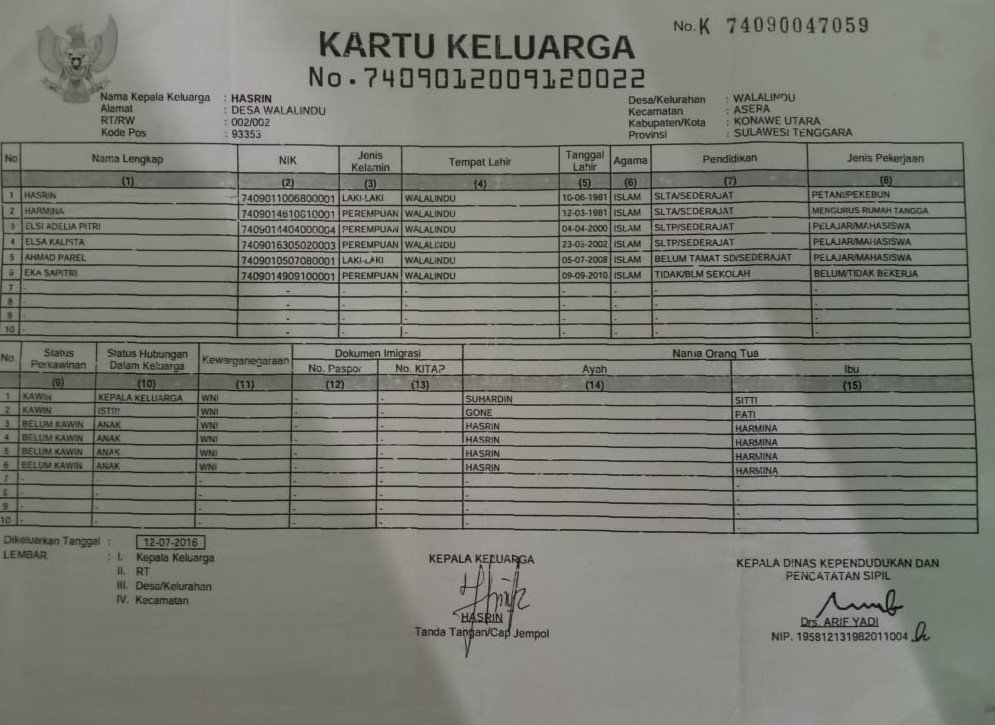 No. K 74090047059
KARTU KELUARGA
No. 7409012009120022
Nama Kepala Keluarga : HASRIN
Alamat : DESA WALALINDU
RT/RW : 002/002
Kode Pos : 93353
Desa/Kelurahan : WALALINDU
Kecamatan : ASERA
Kabupaten/Kota : KONAWE UTARA
Provinsi : SULAWESI TENGGARA
No Nama Lengkap NIK Jenis Kelamin Tempat Lahir Tanggal Lahir Agama Pendidikan Jenis Pekerjaan
(1) (2) (3) (4) (5) (6) (7) (8)
1 HASRIN 7409011006800001 LAKI-LAKI WALALINDU 10-06-1981 ISLAM SLTA/SEDERAJAT PETANI/PEKEBUN
2 HARMINA PEREMPUAN WALALINDU 12-03-1981 ISLAM SLTA/SEDERAJAT MENGURUS RUMAH TANGGA
3 ELSI ADELIA PITRI 7409014404000004 PEREMPUAN WALALINDU 04-04-2000 ISLAM SLTP/SEDERAJAT PELAJAR/MAHASISWA
4 ELSA KALISTA 7409016305020003 PEREMPUAN WALALINDU 23-05-2002 ISLAM SLTP/SEDERAJAT PELAJAR/MAHASISWA
5 AHMAD PAREL 7409010507080001 LAKI-LAKI WALALINDU 05-07-2008 ISLAM BELUM TAMAT SD/SEDERAJAT PELAJAR/MAHASISWA
6 EKA SAPITRI 7409014909100001 PEREMPUAN WALALINDU 09-09-2010 ISLAM TIDAK/BLM SEKOLAH BELUM/TIDAK BEKERJA
7 - - - - - - -
8 - - - - - - -
9 - - - - - - -
10 - - - - - - -
No Status Perkawinan Status Hubungan Dalam Keluarga Kewarganegaraan Dokumen Imigrasi Nama Orang Tua
No. Paspor No. KITAP Ayah Ibu
(9) (10) (11) (12) (13) (14) (15)
1 KAWIN KEPALA KELUARGA WNI - - SUHARDIN SITTI
2 KAWIN ISTRI WNI - - GONE PATI
3 BELUM KAWIN ANAK WNI - - HASRIN HARMINA
4 BELUM KAWIN ANAK WNI - - HASRIN HARMINA
5 BELUM KAWIN ANAK WNI - - HASRIN HARMINA
6 BELUM KAWIN ANAK WNI - - HASRIN HARMINA
7 - - - - - - -
8 - - - - - - -
9 - - - - - - -
10 - - - - - - -
Dikeluarkan Tanggal : 12-07-2016
LEMBAR : I. Kepala Keluarga
II. RT
III. Desa/Kelurahan
IV. Kecamatan
KEPALA KELUARGA
HASRIN
Tanda Tangan/Cap Jempol
KEPALA DINAS KEPENDUDUKAN DAN
PENCATATAN SIPIL
Drs. ARIF YADI
NIP. 195812131982011004